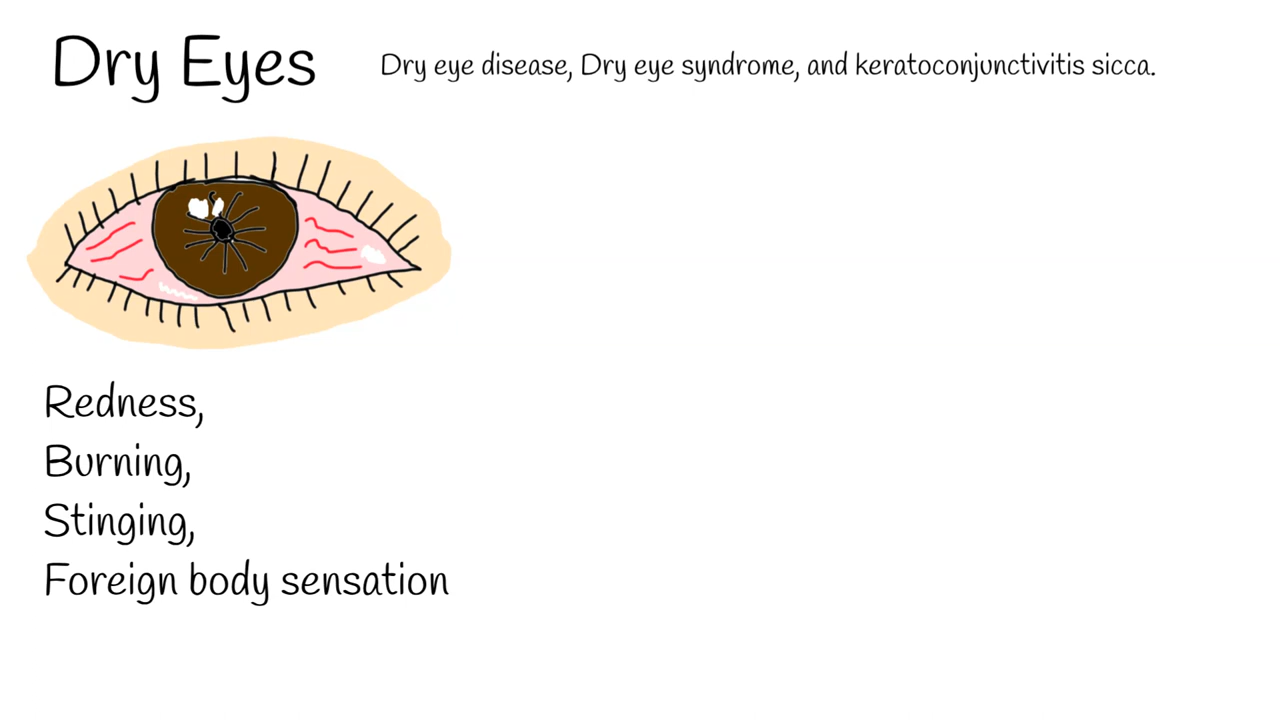 Dry Eyes
Dry eye disease, Dry eye syndrome, and keratoconjunctivitis sicca.
Redness,
Burning,
Stinging,
Foreign body sensation